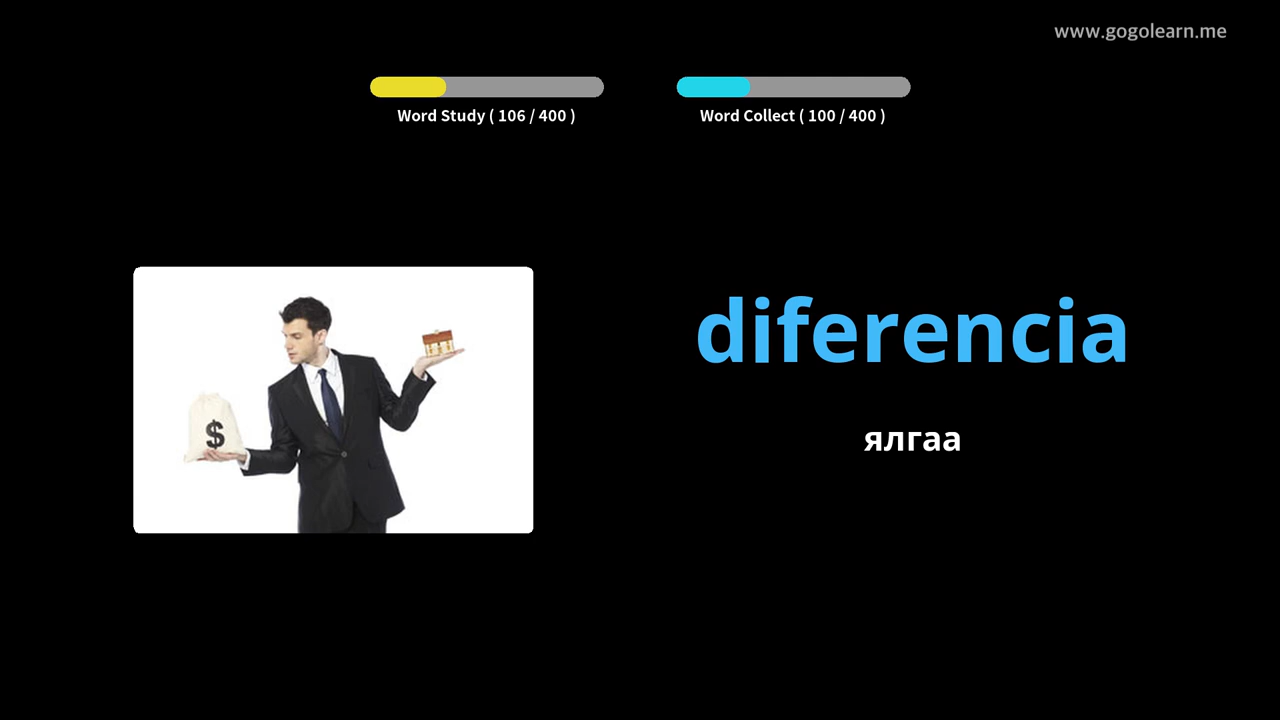 www.gogolearn.me
Word Study ( 106 / 400 )
Word Collect ( 100 / 400 )
$
diferencia
ялгаа